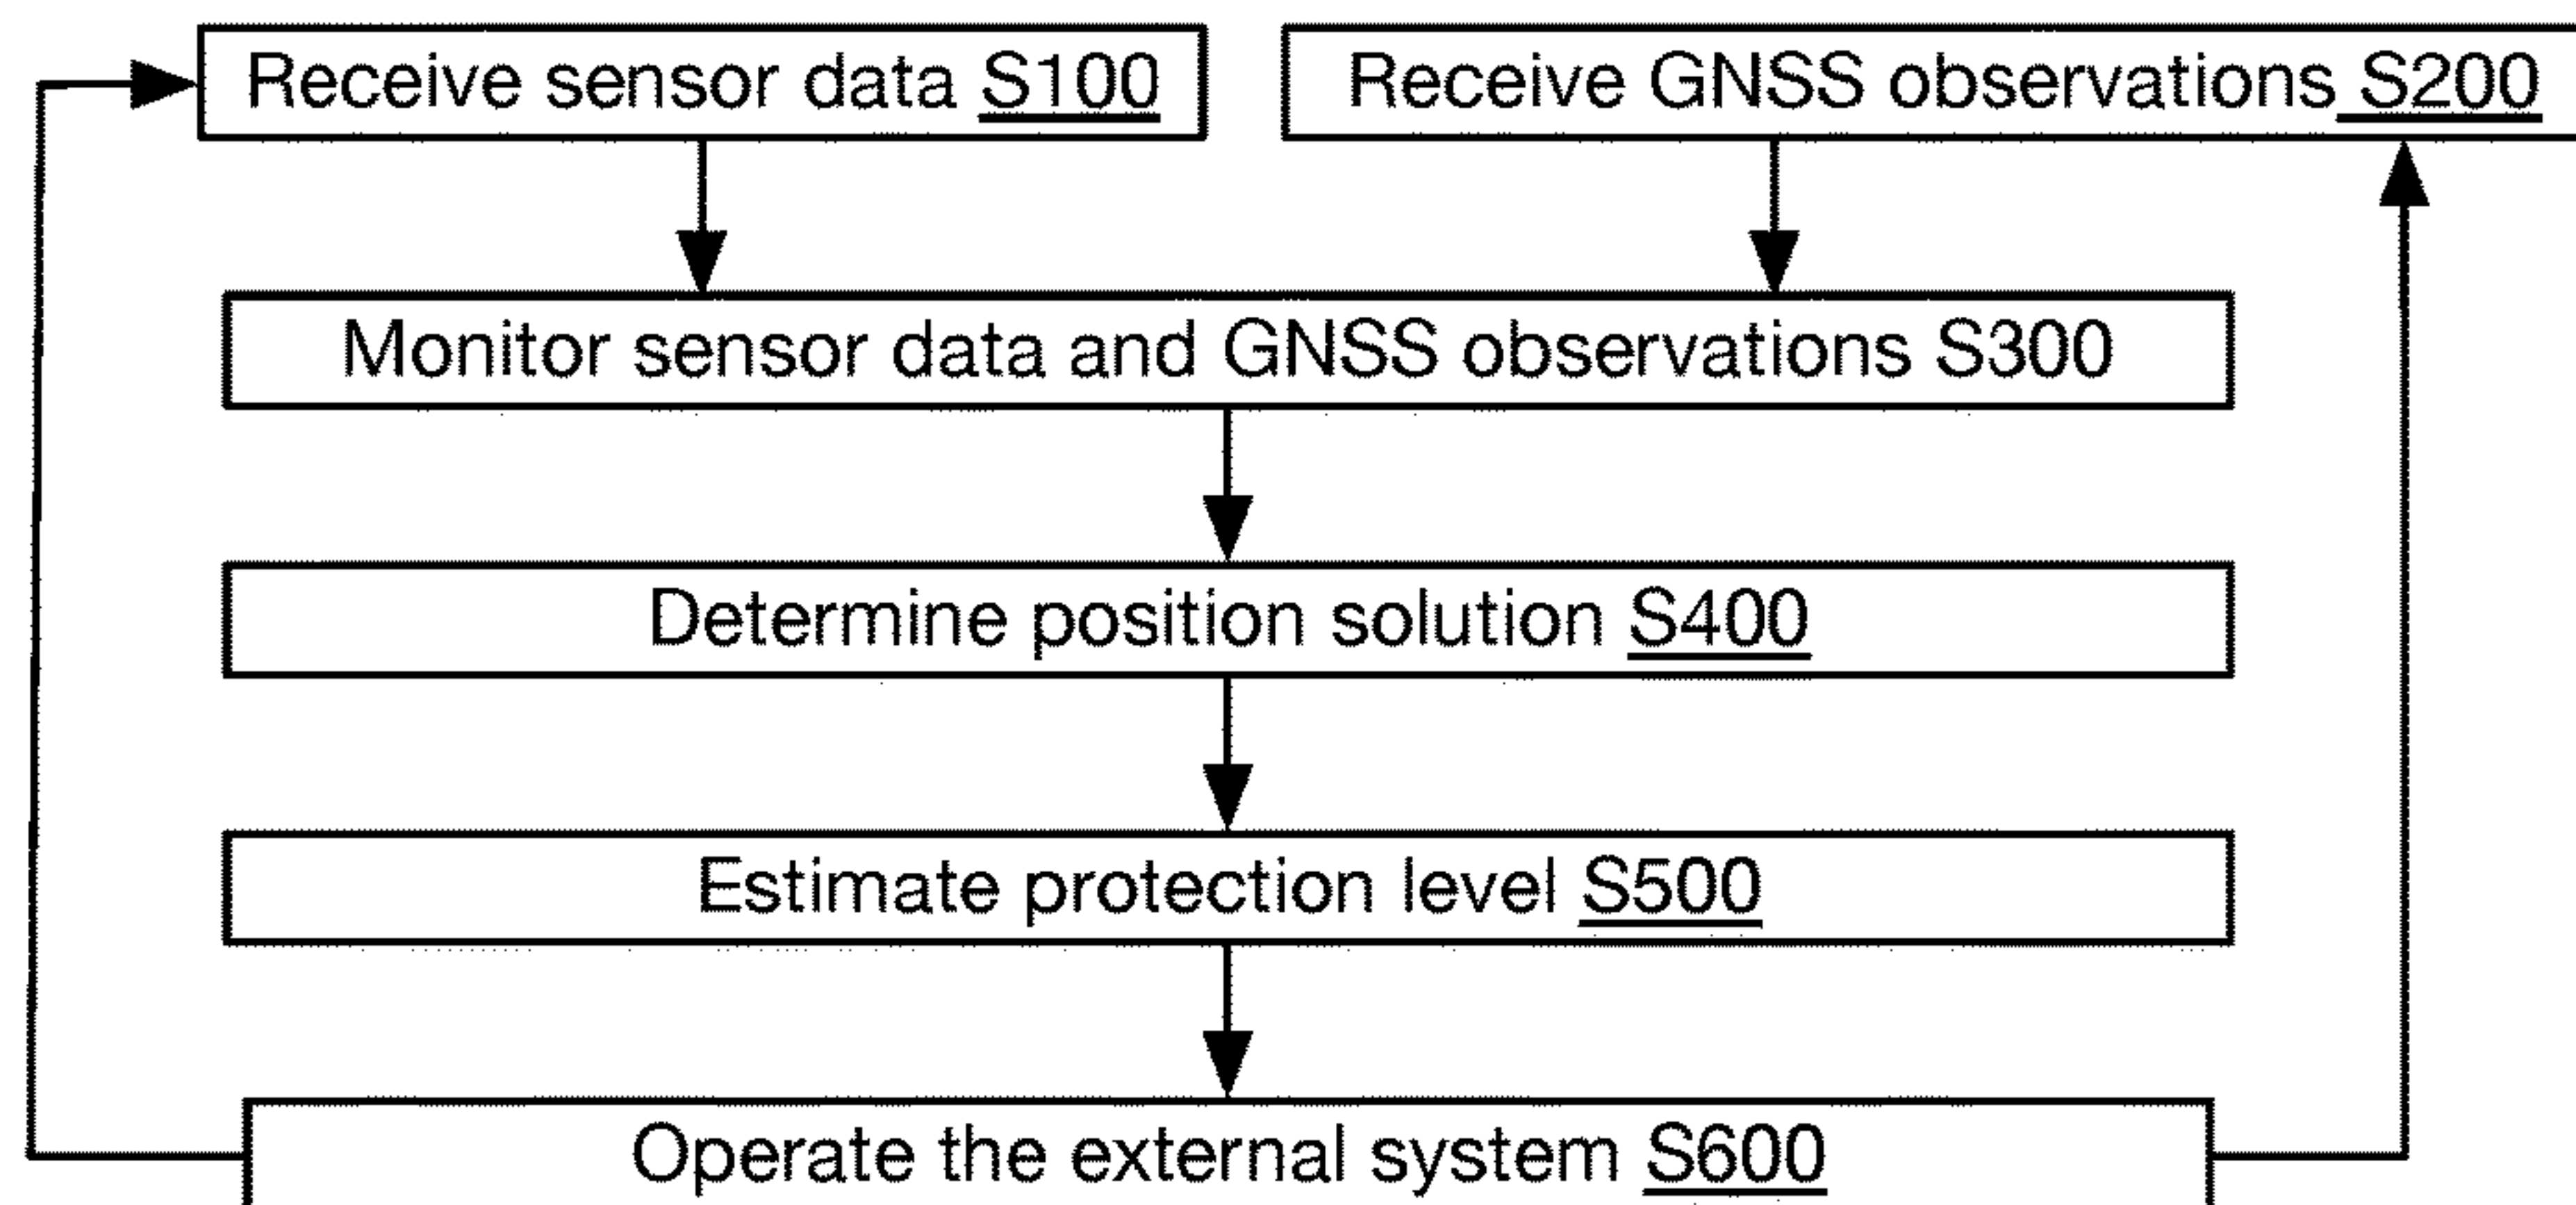 Receive sensor data S100
Receive GNSS observations S200
Monitor sensor data and GNSS observations S300
Determine position solution S400
Estimate protection level S500
Operate the external system S600